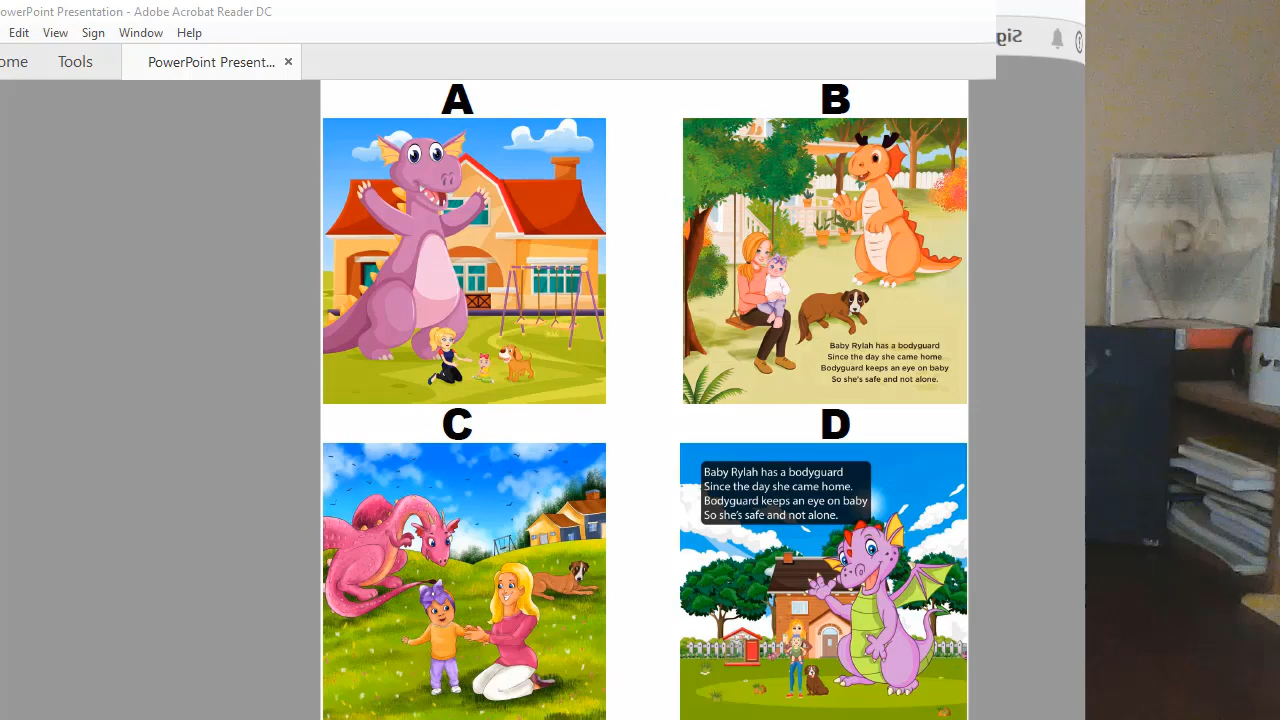 owerPoint Presentation - Adobe Acrobat Reader DC
Edit View Sign Window Help
ome Tools PowerPoint Present... ×
Sig
A
B
Baby Rylah has a bodyguard
Since the day she came home
Bodyguard keeps an eye on baby
So she's safe and not alone.
C
D
Baby Rylah has a bodyguard
Since the day she came home.
Bodyguard keeps an eye on baby
So she's safe and not alone.